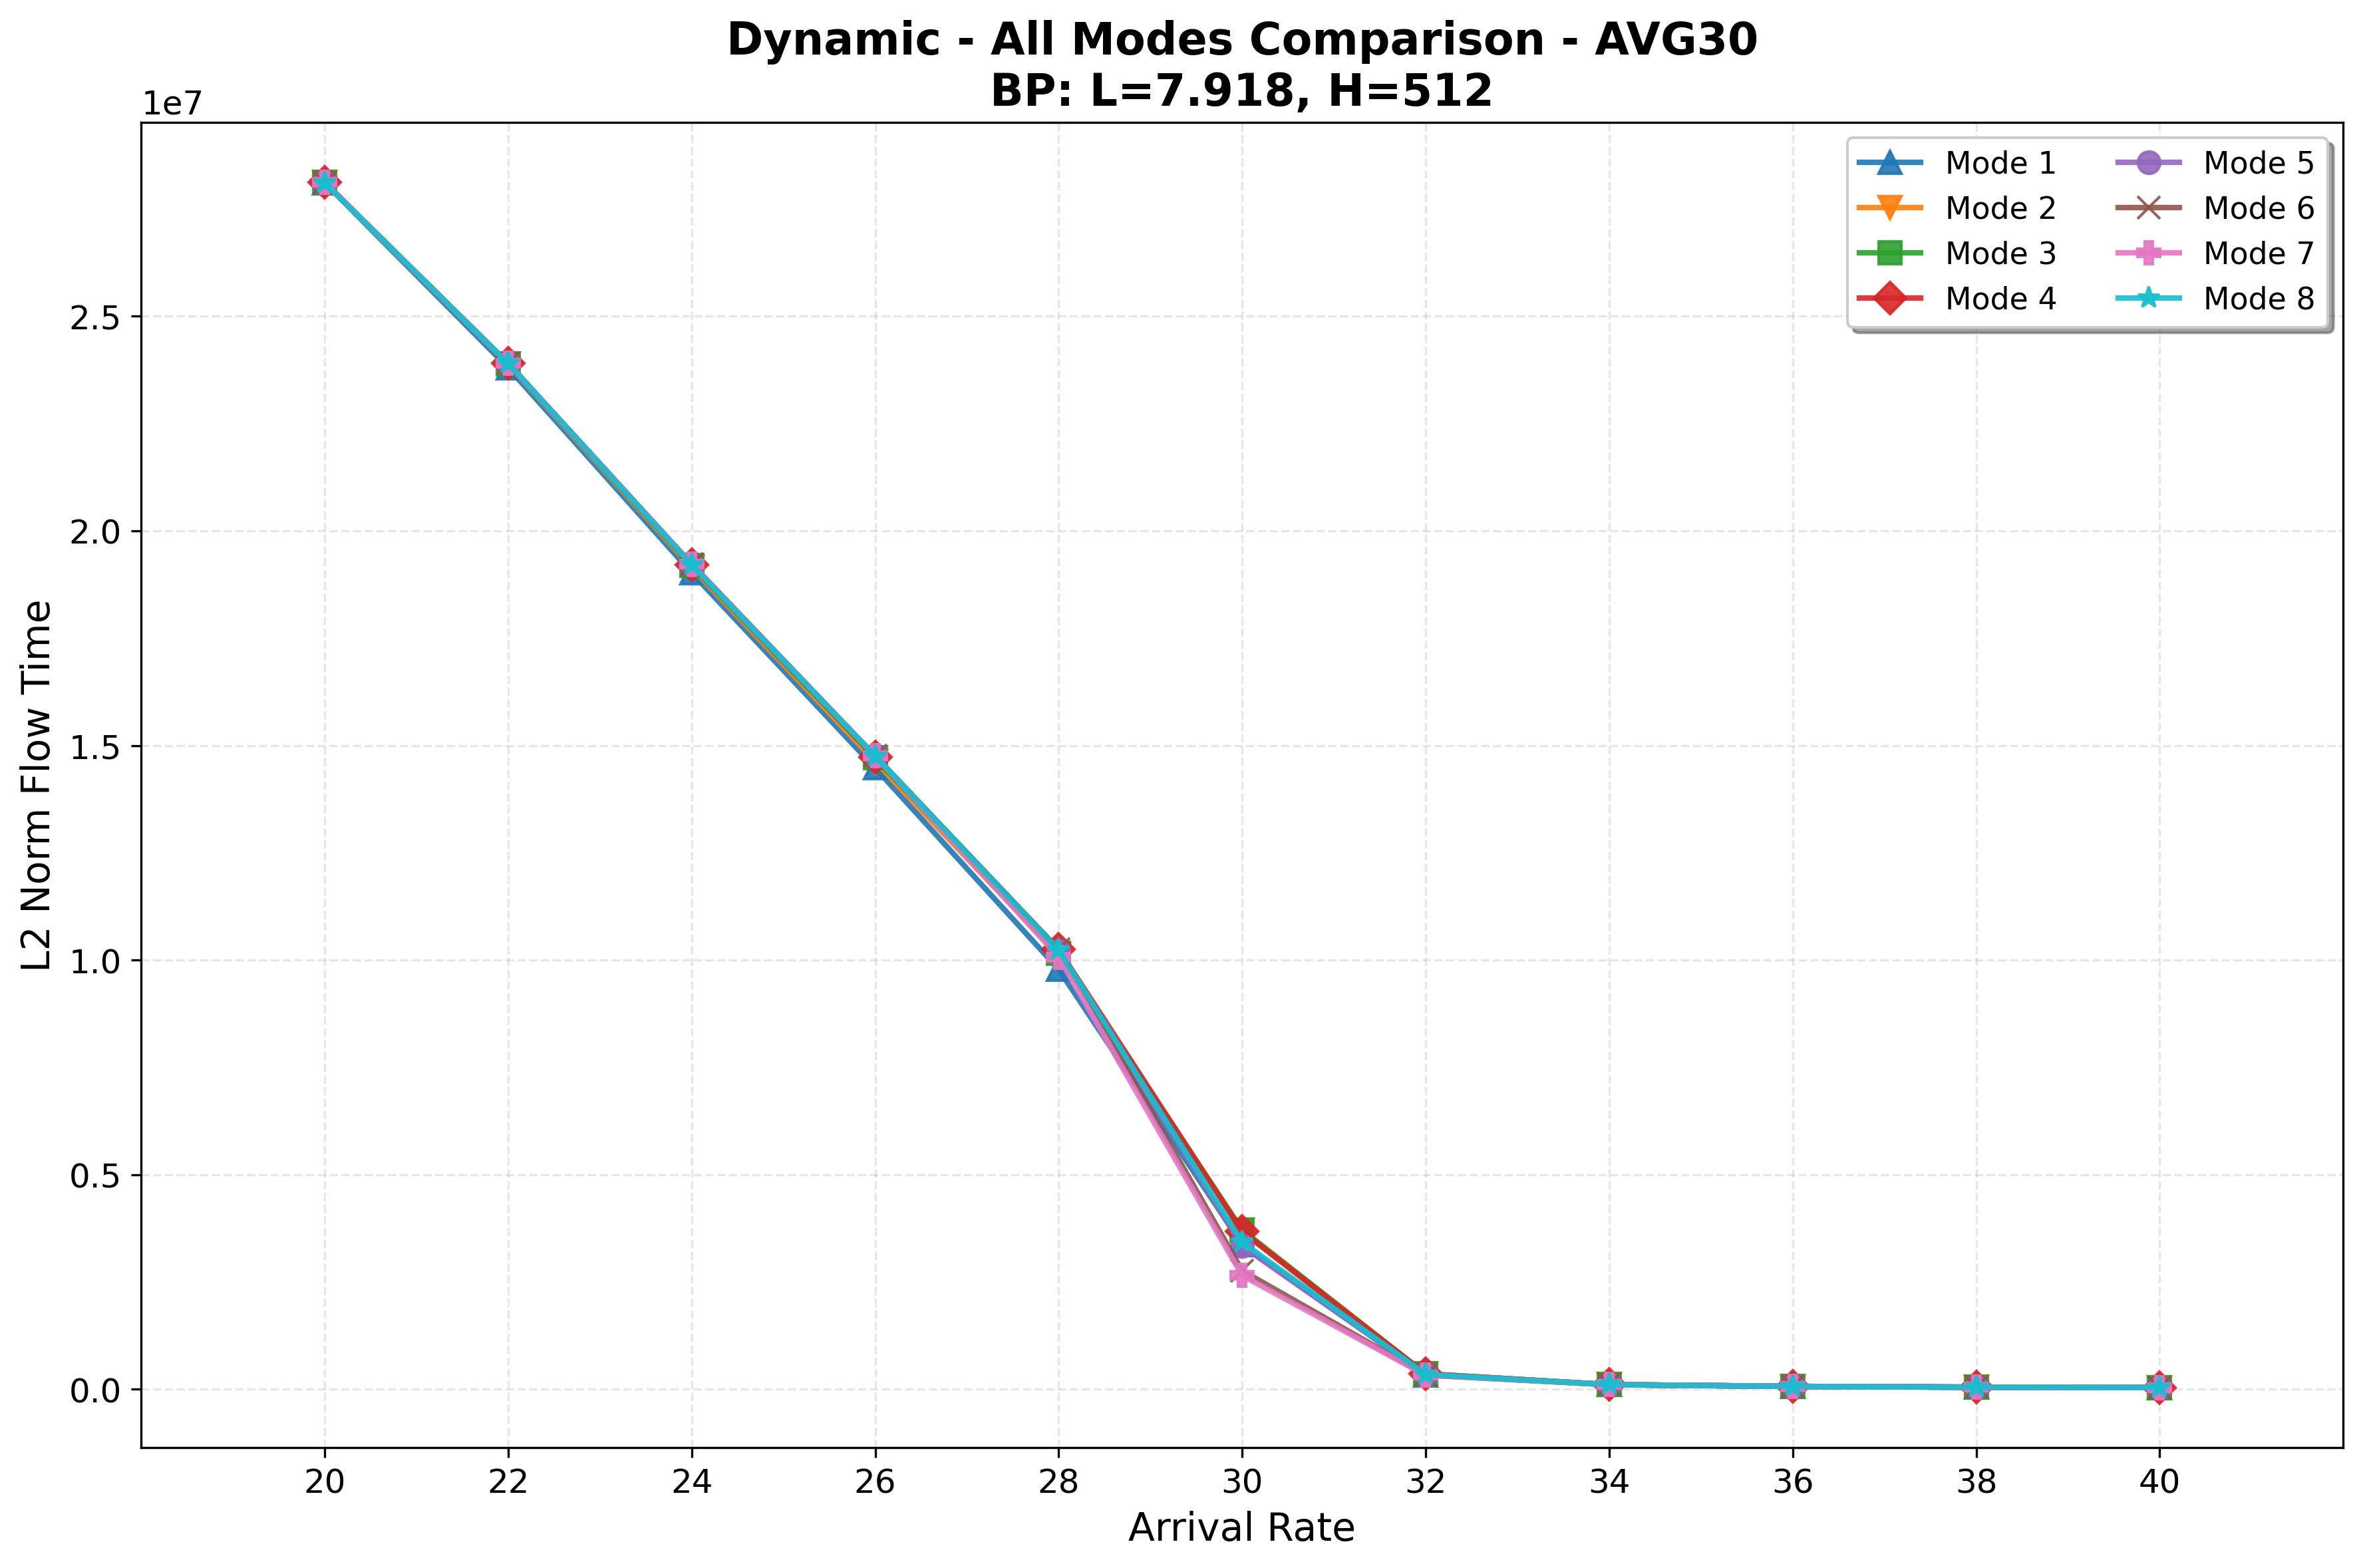 Dynamic - All Modes Comparison - AVG30
BP: L=7.918, H=512
1e7
Mode 1
Mode 2
Mode 3
Mode 4
Mode 5
Mode 6
Mode 7
Mode 8
L2 Norm Flow Time
2.5
2.0
1.5
1.0
0.5
0.0
20 22 24 26 28 30 32 34 36 38 40
Arrival Rate